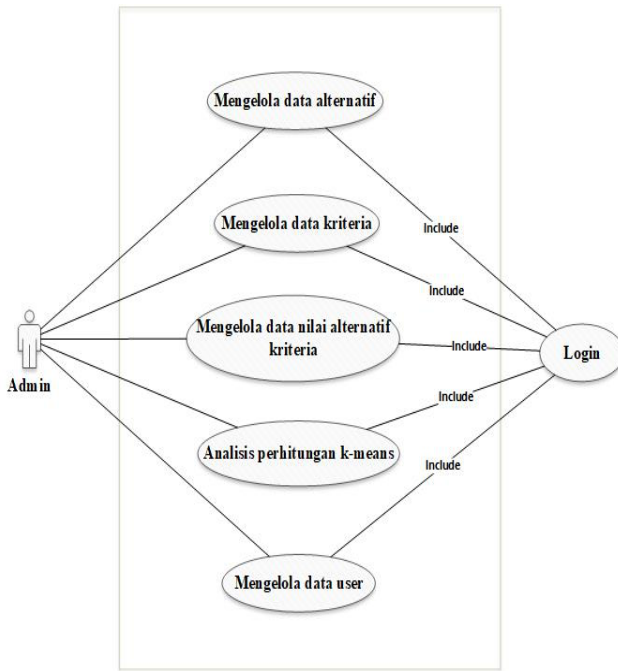 Mengelola data alternatif
Mengelola data kriteria
Include
Include
Mengelola data nilai alternatif
kriteria
Include
Login
Admin
Include
Analisis perhitungan k-means
Include
Mengelola data user